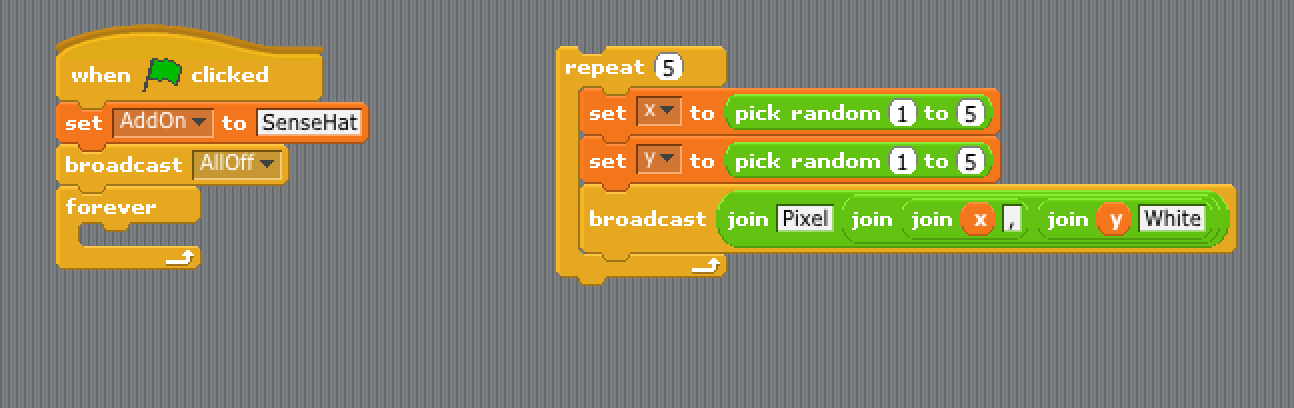 when clicked
set AddOn to SenseHat
broadcast AllOff
forever
repeat 5
set x to pick random 1 to 5
set y to pick random 1 to 5
broadcast join Pixel join join x , join y White